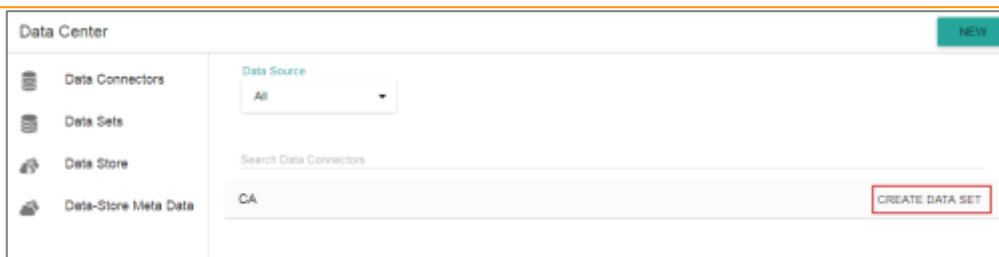 Data Center
NEW
Data Connectors
Data Sets
Data Store
Data-Store Meta Data
Data Source
All
Search Data Connectors
CA
CREATE DATA SET